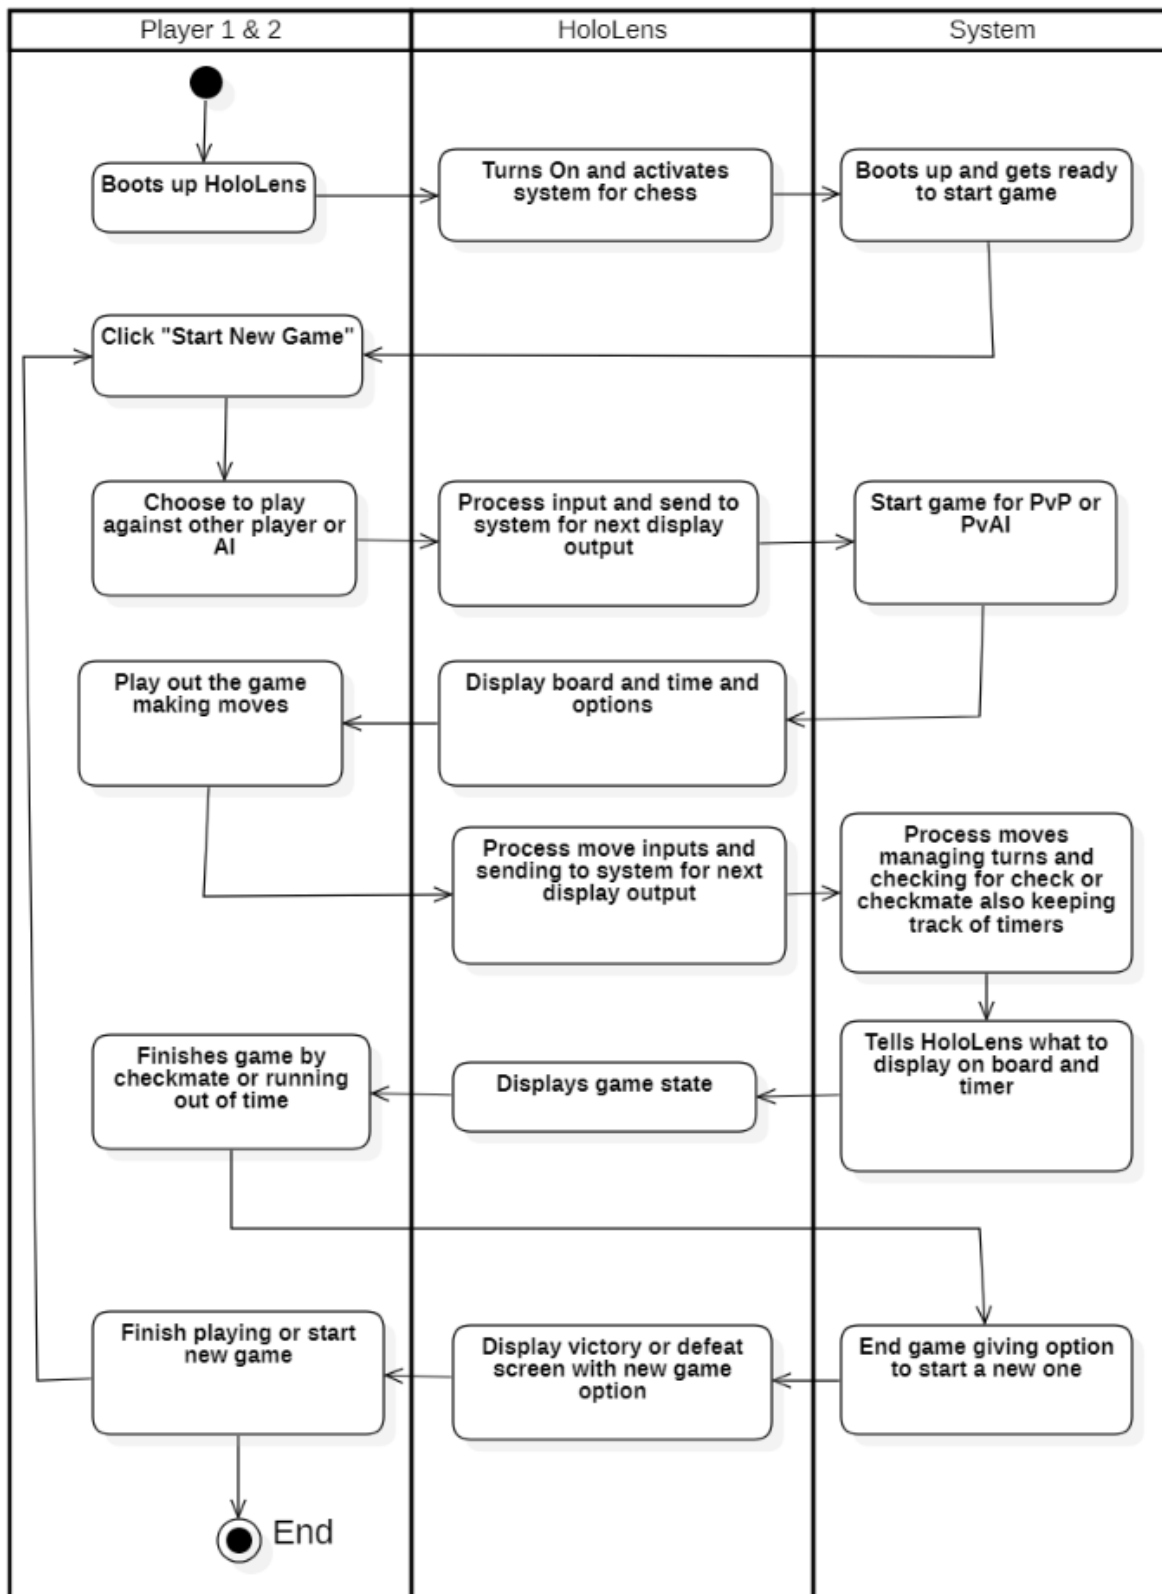 Player 1 & 2
HoloLens
System
Boots up HoloLens
Turns On and activates
system for chess
Boots up and gets ready
to start game
Click "Start New Game"
Choose to play
against other player or
AI
Process input and send to
system for next display
output
Start game for PvP or
PvAI
Play out the game
making moves
Display board and time and
options
Process move inputs and
sending to system for next
display output
Process moves
managing turns and
checking for check or
checkmate also keeping
track of timers
Finishes game by
checkmate or running
out of time
Displays game state
Tells HoloLens what to
display on board and
timer
Finish playing or start
new game
Display victory or defeat
screen with new game
option
End game giving option
to start a new one
End